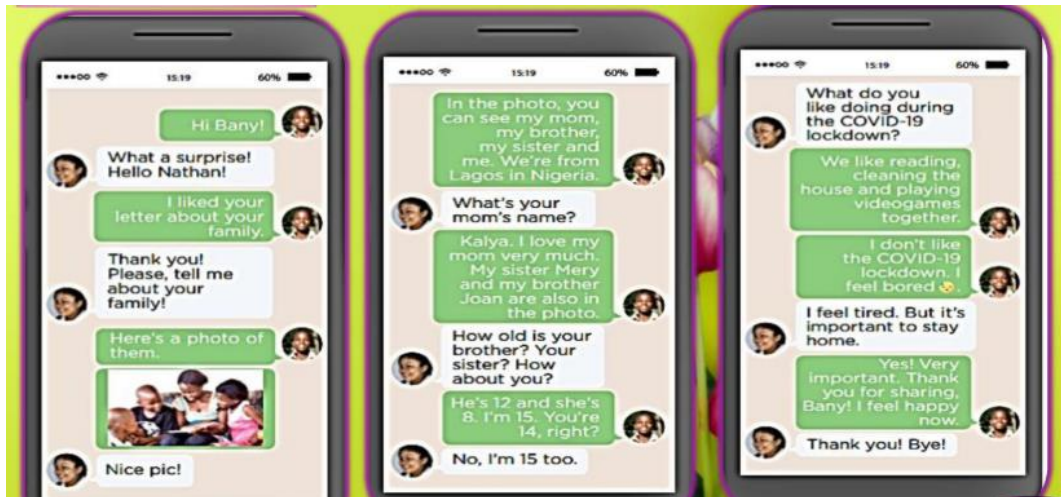 ●●●○○ 15:19 60%
Hi Bany!
What a surprise!
Hello Nathan!
I liked your
letter about your
family.
Thank you!
Please, tell me
about your
family!
Here's a photo of
them.
Nice pic!
●●●○○ 15:19 60%
In the photo, you
can see my mom,
my brother,
my sister and
me. We're from
Lagos in Nigeria.
What's your
mom's name?
Kalya. I love my
mom very much.
My sister Mery
and my brother
Joan are also in
the photo.
How old is your
brother? Your
sister? How
about you?
He's 12 and she's
8. I'm 15. You're
14, right?
No, I'm 15 too.
●●●○○ 15:19 60%
What do you
like doing during
the COVID-19
lockdown?
We like reading,
cleaning the
house and playing
videogames
together.
I don't like
the COVID-19
lockdown. I
feel bored 😟.
I feel tired. But it's
important to stay
home.
Yes! Very
important. Thank
you for sharing,
Bany! I feel happy
now.
Thank you! Bye!